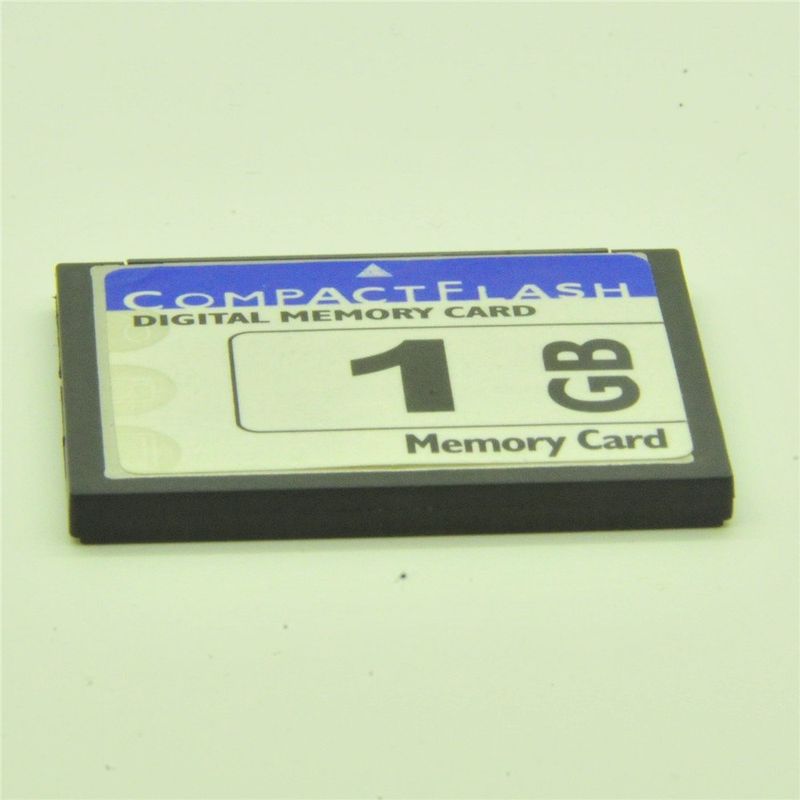 COMPACTFLASH
DIGITAL MEMORY CARD
1 GB
Memory Card